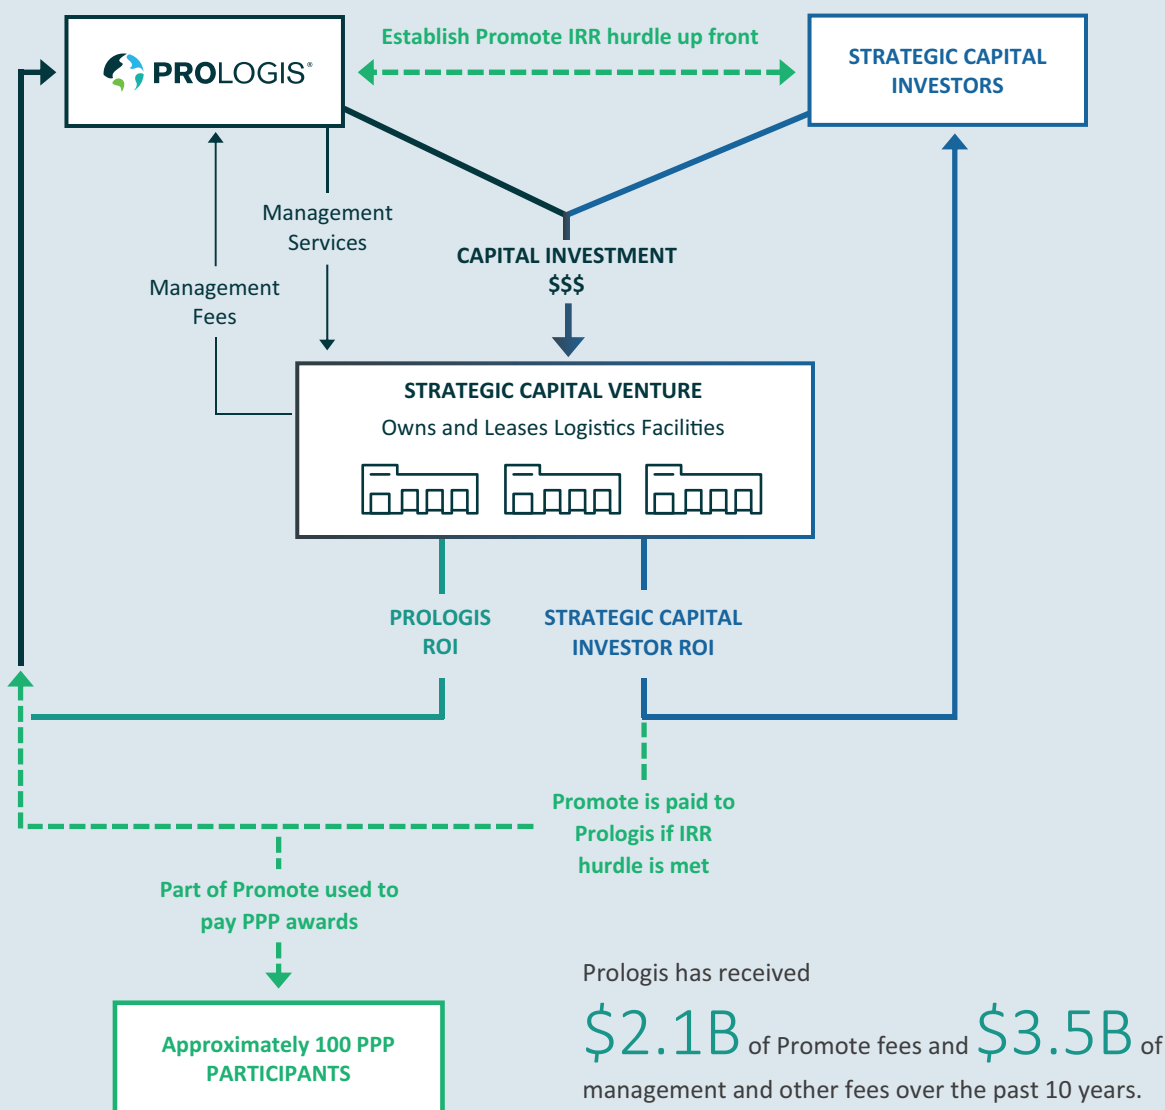 Establish Promote IRR hurdle up front
PROLOGIS®
STRATEGIC CAPITAL
INVESTORS
Management
Services
Management
Fees
CAPITAL INVESTMENT
$$$
STRATEGIC CAPITAL VENTURE
Owns and Leases Logistics Facilities
PROLOGIS
ROI
STRATEGIC CAPITAL
INVESTOR ROI
Promote is paid to
Prologis if IRR
hurdle is met
Part of Promote used to
pay PPP awards
Approximately 100 PPP
PARTICIPANTS
Prologis has received
$2.1B of Promote fees and $3.5B of
management and other fees over the past 10 years.